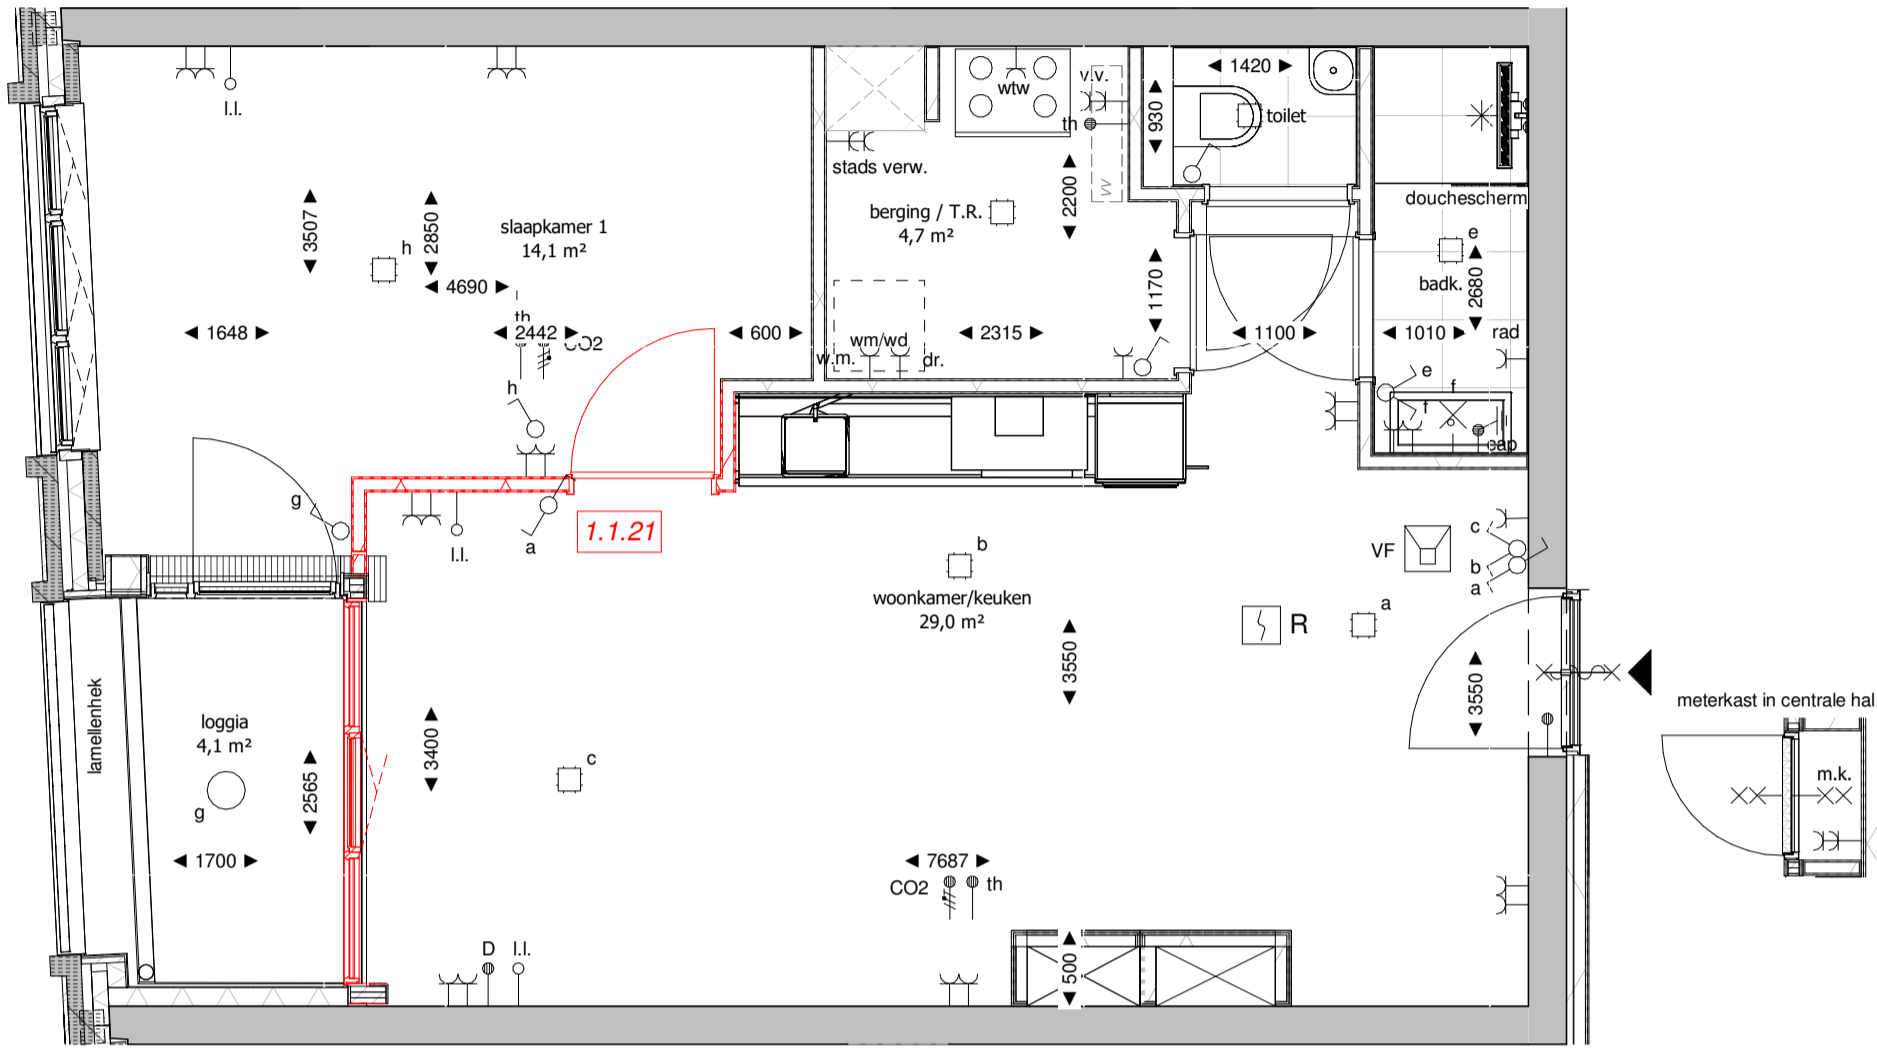 l.l.
3507
2850
h
slaapkamer 1
14,1 m²
4690
th
1648
2442
CO2
600
h
g
a
l.l.
1.1.21
wtw
v.v.
th
stads verw.
930
1420
toilet
2200
vv
berging / T.R.
4,7 m²
1170
wm/wd
w.m.
dr.
2315
1100
douchescherm
e
badk.
2680
1010
rad
e
f
f
cap
b
woonkamer/keuken
29,0 m²
VF
c
b
a
R
a
3550
3550
meterkast in centrale hal
m.k.
lamellenhek
loggia
4,1 m²
g
2565
1700
3400
c
7687
CO2
th
D
l.l.
500